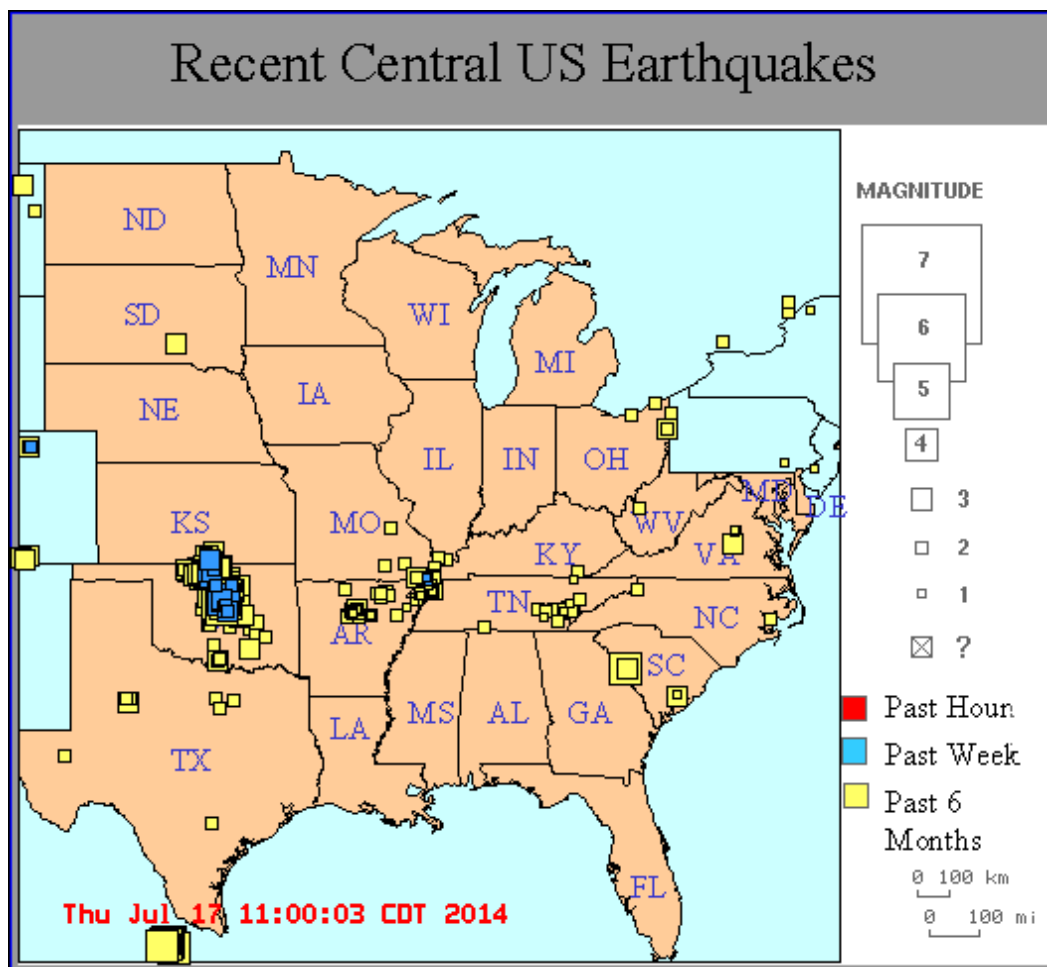 Recent Central US Earthquakes
MAGNITUDE
7
6
5
4
3
2
1
?
ND
MN
SD
WI
MI
NE
IA
IL
IN
OH
MD
DE
KS
MO
WV
KY
VA
TN
NC
AR
SC
MS
AL
GA
LA
TX
FL
Past Houn
Past Week
Past 6
Months
0 100 km
0 100 mi
Thu Jul 17 11:00:03 CDT 2014